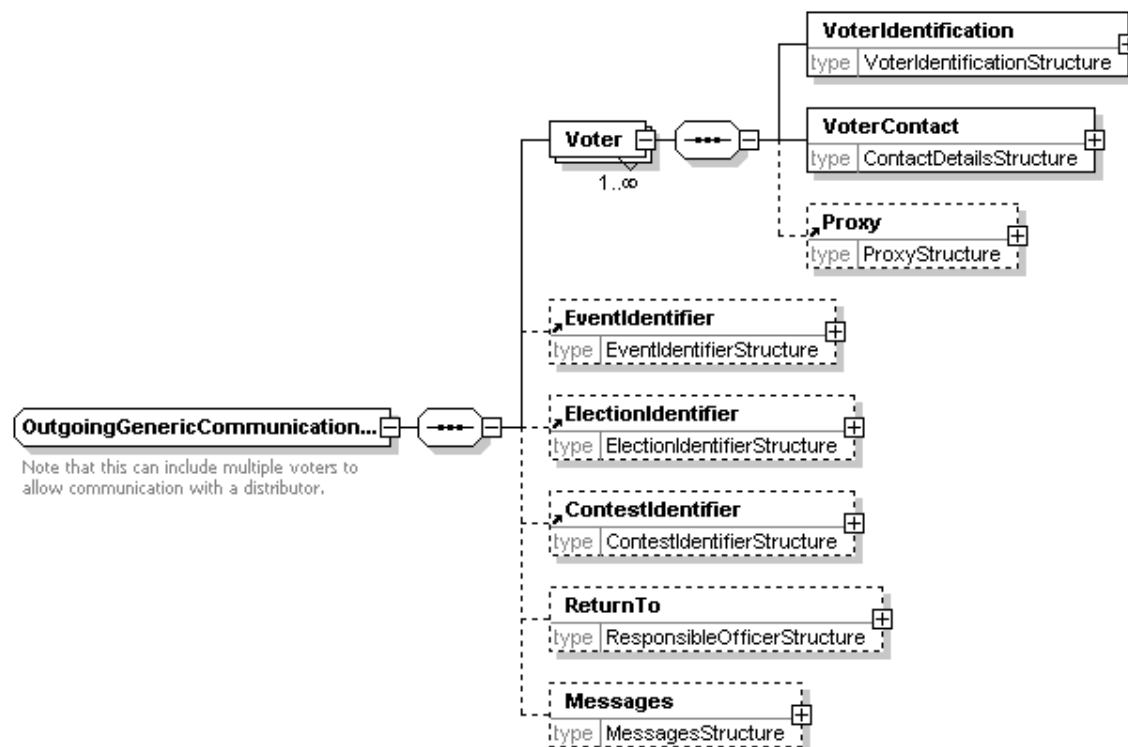 VoterIdentification
type VoterIdentificationStructure
Voter
1..∞
VoterContact
type ContactDetailsStructure
Proxy
type ProxyStructure
EventIdentifier
type EventIdentifierStructure
ElectionIdentifier
type ElectionIdentifierStructure
OutgoingGenericCommunication...
Note that this can include multiple voters to
allow communication with a distributor.
ContestIdentifier
type ContestIdentifierStructure
ReturnTo
type ResponsibleOfficerStructure
Messages
type MessagesStructure